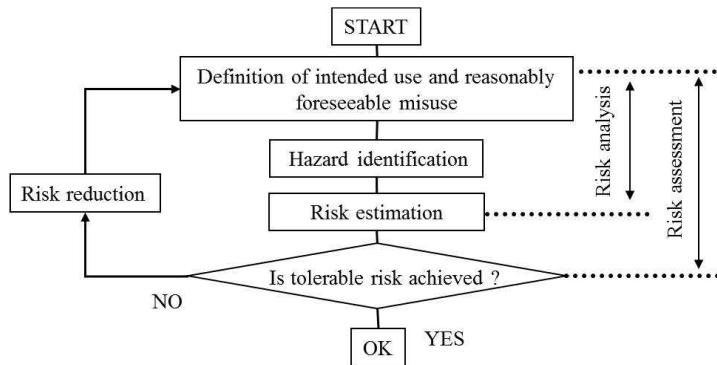 START
Definition of intended use and reasonably
foreseeable misuse
Hazard identification
Risk reduction
Risk estimation
Is tolerable risk achieved ?
NO
YES
OK
Risk analysis
Risk assessment